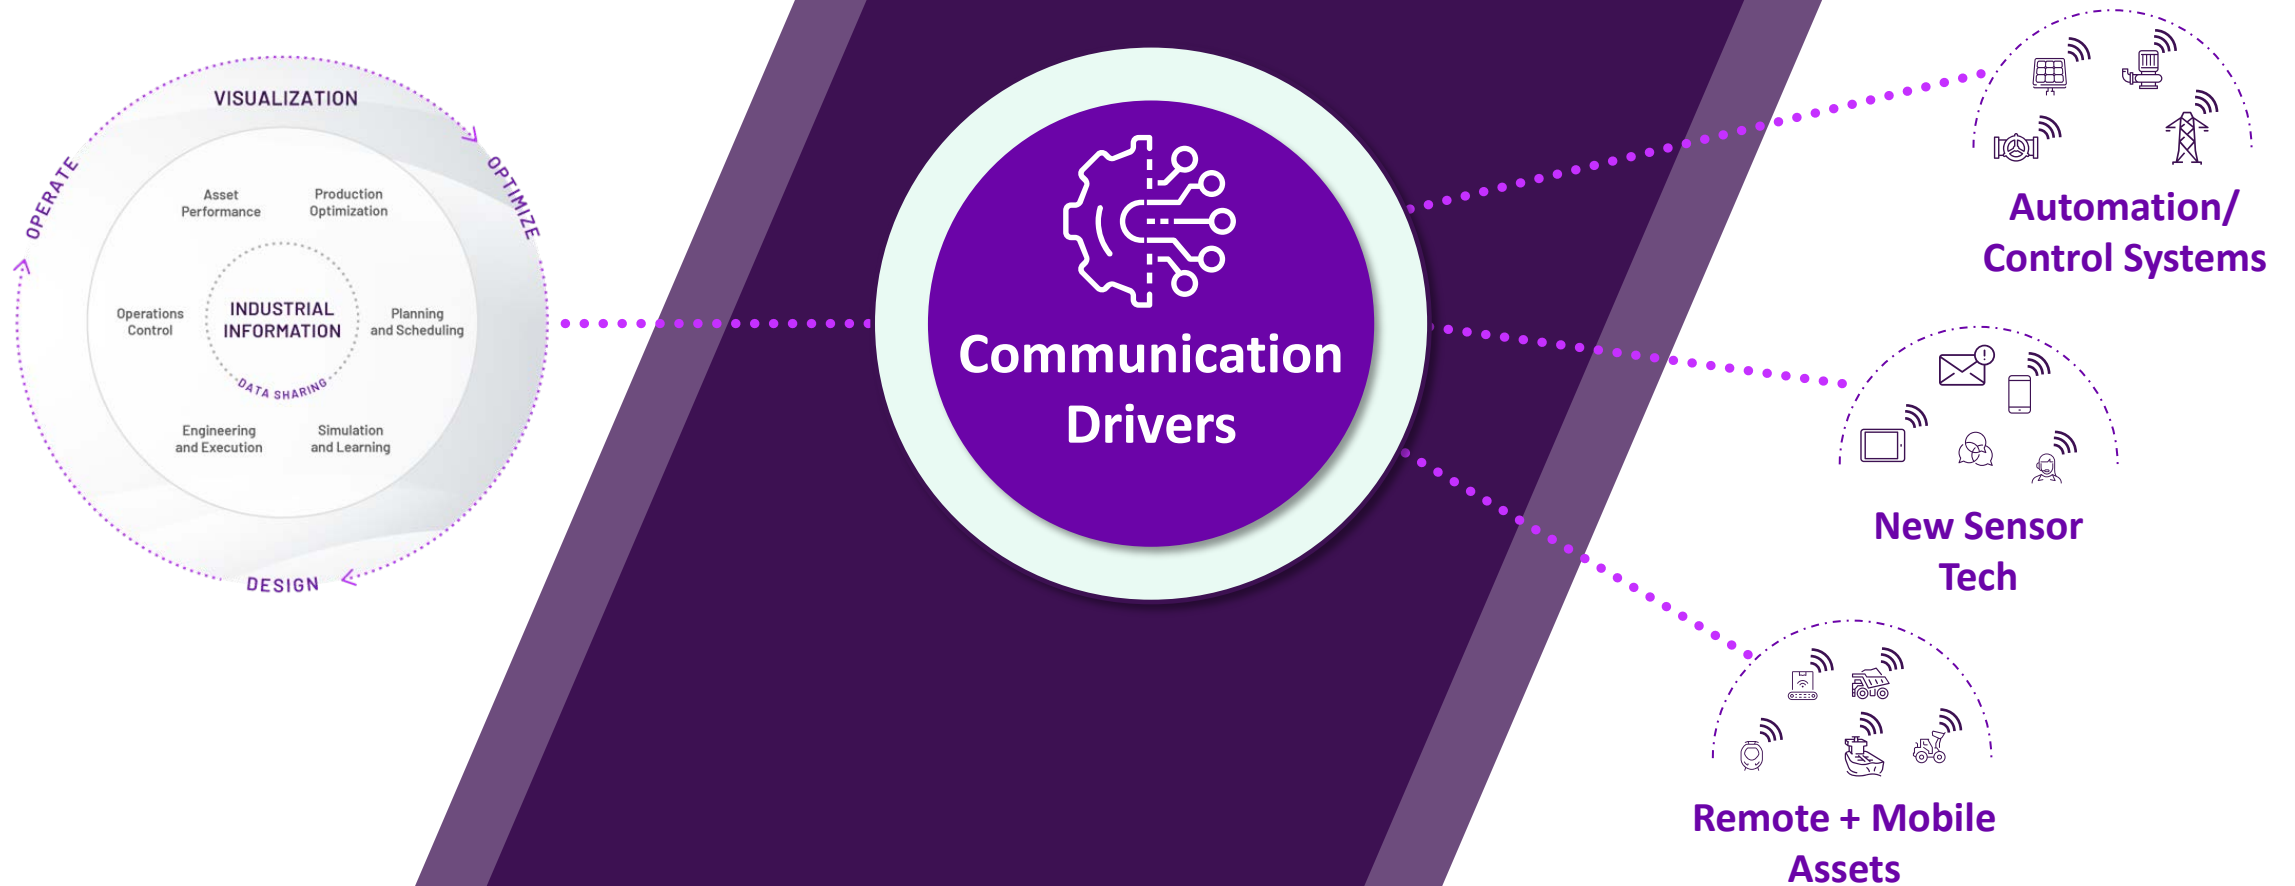 VISUALIZATION
OPERATE
OPTIMIZE
Asset
Performance
Production
Optimization
Operations
Control
INDUSTRIAL
INFORMATION
Planning
and Scheduling
DATA SHARING
Engineering
and Execution
Simulation
and Learning
DESIGN
Communication
Drivers
Automation/
Control Systems
New Sensor
Tech
Remote + Mobile
Assets